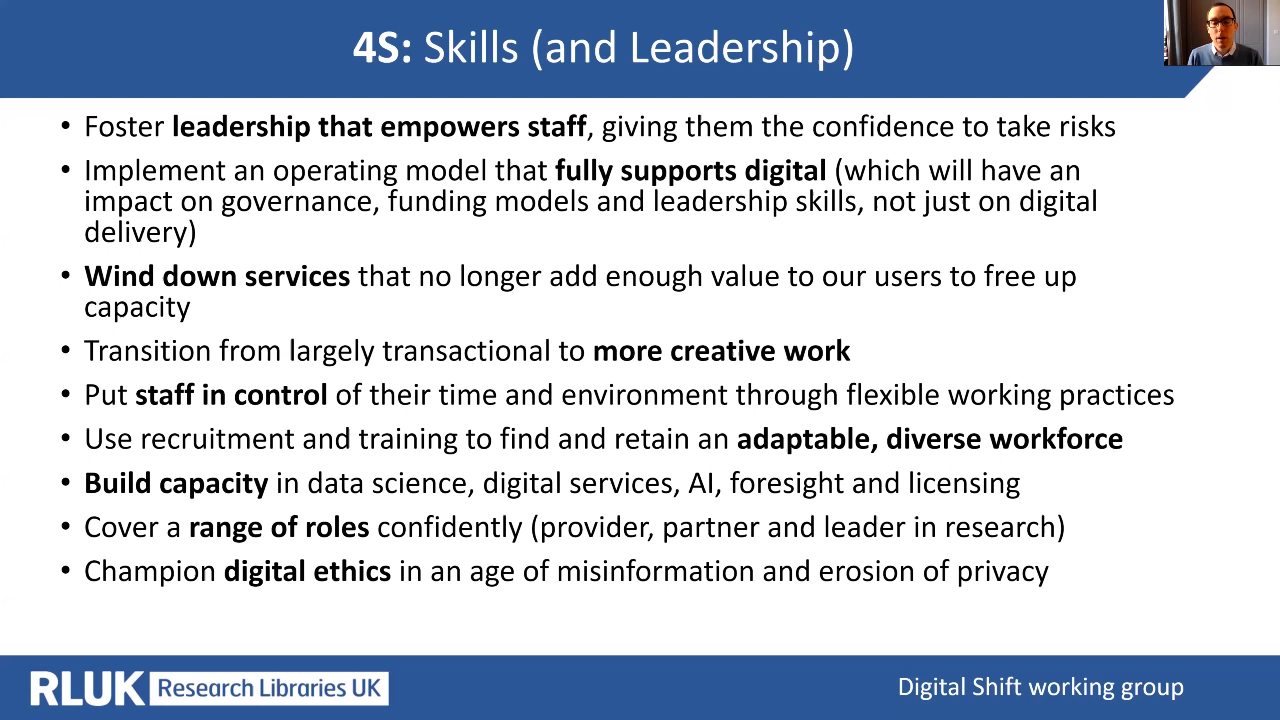 4S: Skills (and Leadership)
• Foster leadership that empowers staff, giving them the confidence to take risks
• Implement an operating model that fully supports digital (which will have an
impact on governance, funding models and leadership skills, not just on digital
delivery)
• Wind down services that no longer add enough value to our users to free up
capacity
• Transition from largely transactional to more creative work
• Put staff in control of their time and environment through flexible working practices
• Use recruitment and training to find and retain an adaptable, diverse workforce
• Build capacity in data science, digital services, AI, foresight and licensing
• Cover a range of roles confidently (provider, partner and leader in research)
• Champion digital ethics in an age of misinformation and erosion of privacy
RLUK Research Libraries UK
Digital Shift working group